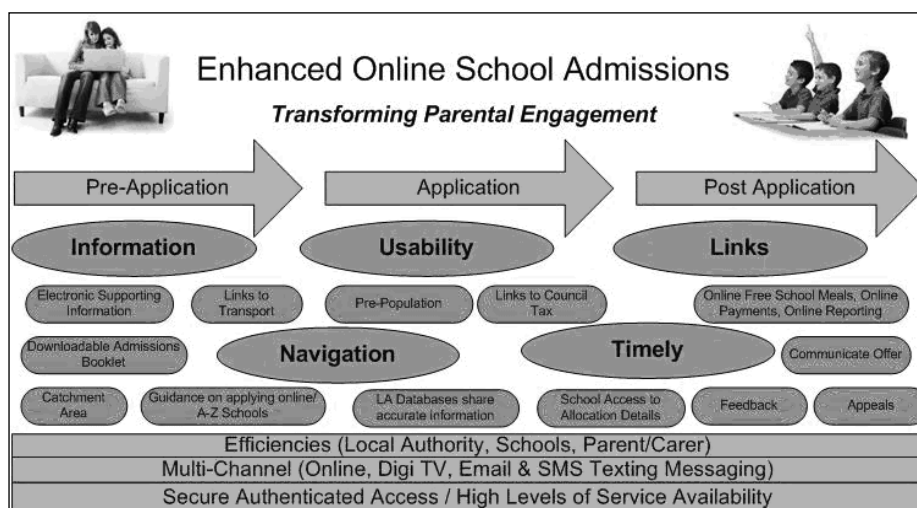 Enhanced Online School Admissions
Transforming Parental Engagement
Pre-Application
Application
Post Application
Information
Usability
Links
Electronic Supporting
Information
Links to
Transport
Pre-Population
Links to Council
Tax
Online Free School Meals, Online
Payments, Online Reporting
Downloadable Admissions
Booklet
Navigation
Timely
Communicate Offer
Catchment
Area
Guidance on applying online/
A-Z Schools
LA Databases share
accurate information
School Access to
Allocation Details
Feedback
Appeals
Efficiencies (Local Authority, Schools, Parent/Carer)
Multi-Channel (Online, Digi TV, Email & SMS Texting Messaging)
Secure Authenticated Access / High Levels of Service Availability